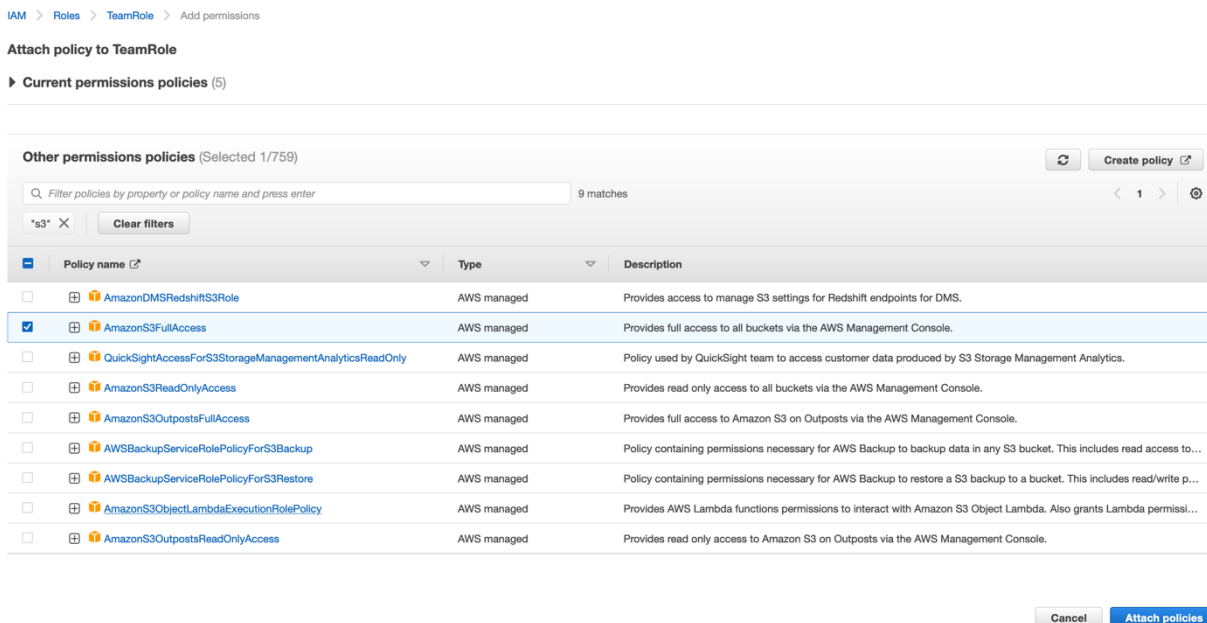 IAM > Roles > TeamRole > Add permissions
Attach policy to TeamRole
Current permissions policies (5)
Other permissions policies (Selected 1/759)
Create policy
Filter policies by property or policy name and press enter
9 matches
< 1 >
"s3" X
Clear filters
Policy name Type Description
AmazonDMSRedshiftS3Role AWS managed Provides access to manage S3 settings for Redshift endpoints for DMS.
AmazonS3FullAccess AWS managed Provides full access to all buckets via the AWS Management Console.
QuickSightAccessForS3StorageManagementAnalyticsReadOnly AWS managed Policy used by QuickSight team to access customer data produced by S3 Storage Management Analytics.
AmazonS3ReadOnlyAccess AWS managed Provides read only access to all buckets via the AWS Management Console.
AmazonS3OutpostsFullAccess AWS managed Provides full access to Amazon S3 on Outposts via the AWS Management Console.
AWSBackupServiceRolePolicyForS3Backup AWS managed Policy containing permissions necessary for AWS Backup to backup data in any S3 bucket. This includes read access to...
AWSBackupServiceRolePolicyForS3Restore AWS managed Policy containing permissions necessary for AWS Backup to restore a S3 backup to a bucket. This includes read/write p...
AmazonS3ObjectLambdaExecutionRolePolicy AWS managed Provides AWS Lambda functions permissions to interact with Amazon S3 Object Lambda. Also grants Lambda permissi...
AmazonS3OutpostsReadOnlyAccess AWS managed Provides read only access to Amazon S3 on Outposts via the AWS Management Console.
Cancel Attach policies